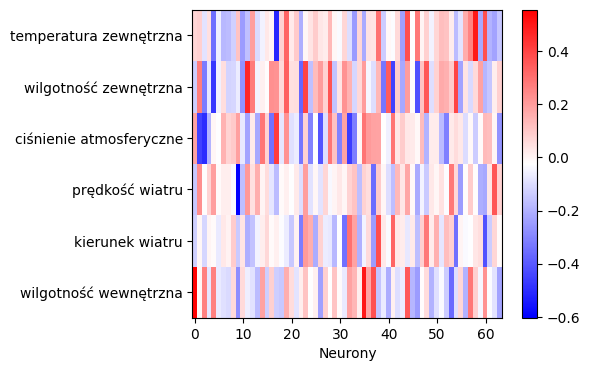 temperatura zewnętrzna
wilgotność zewnętrzna
ciśnienie atmosferyczne
prędkość wiatru
kierunek wiatru
wilgotność wewnętrzna
0 10 20 30 40 50 60
Neurony
0.4
0.2
0.0
−0.2
−0.4
−0.6